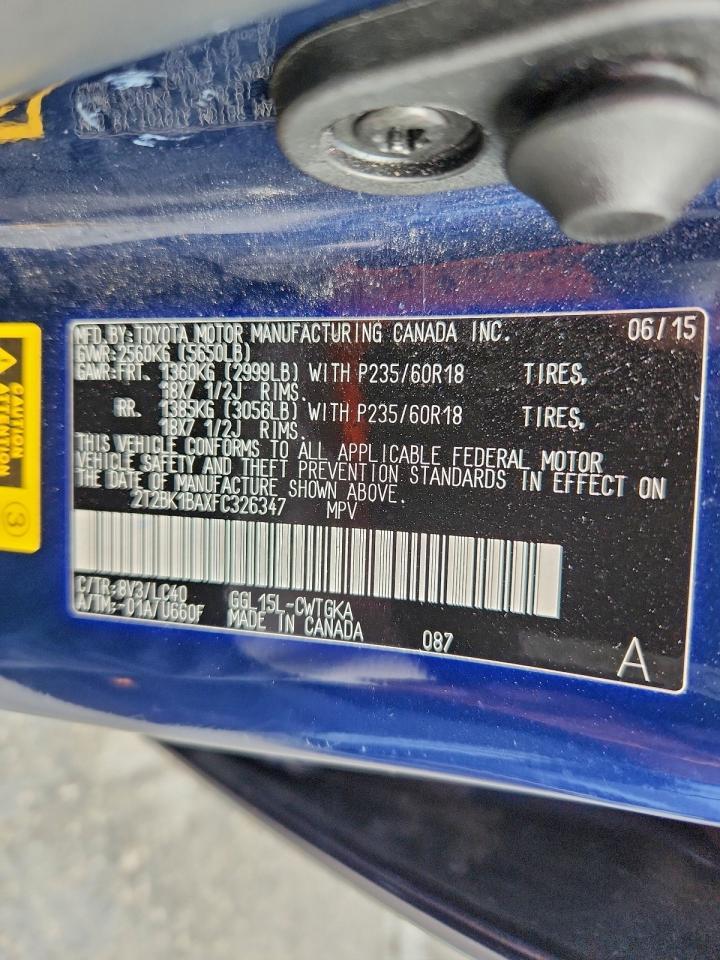 MFD.BY:TOYOTA MOTOR MANUFACTURING CANADA INC. 06/15
GVWR:2560KG (5650LB)
GAWR:FRT. 1360KG (2999LB) WITH P235/60R18 TIRES,
18X7 1/2J RIMS.
RR. 1385KG (3056LB) WITH P235/60R18 TIRES,
18X7 1/2J RIMS.
THIS VEHICLE CONFORMS TO ALL APPLICABLE FEDERAL MOTOR
VEHICLE SAFETY AND THEFT PREVENTION STANDARDS IN EFFECT ON
THE DATE OF MANUFACTURE SHOWN ABOVE.
2T2BK1BAXFC326347 MPV
C/TR:8V3/LC40 GGL15L-CWTGKA
A/TM:-01A/U660F MADE IN CANADA 087 A
CAUTION
ATTENTION
3